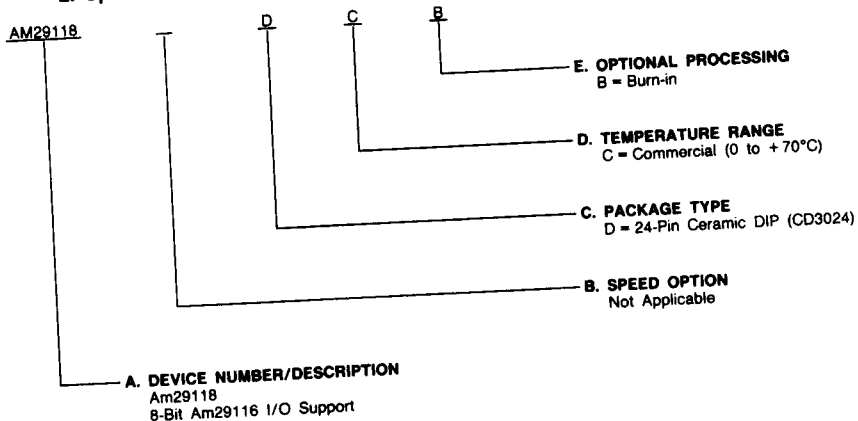 AM29118 – D C B
E. OPTIONAL PROCESSING
B = Burn-in
D. TEMPERATURE RANGE
C = Commercial (0 to +70°C)
C. PACKAGE TYPE
D = 24-Pin Ceramic DIP (CD3024)
B. SPEED OPTION
Not Applicable
A. DEVICE NUMBER/DESCRIPTION
Am29118
8-Bit Am29116 I/O Support